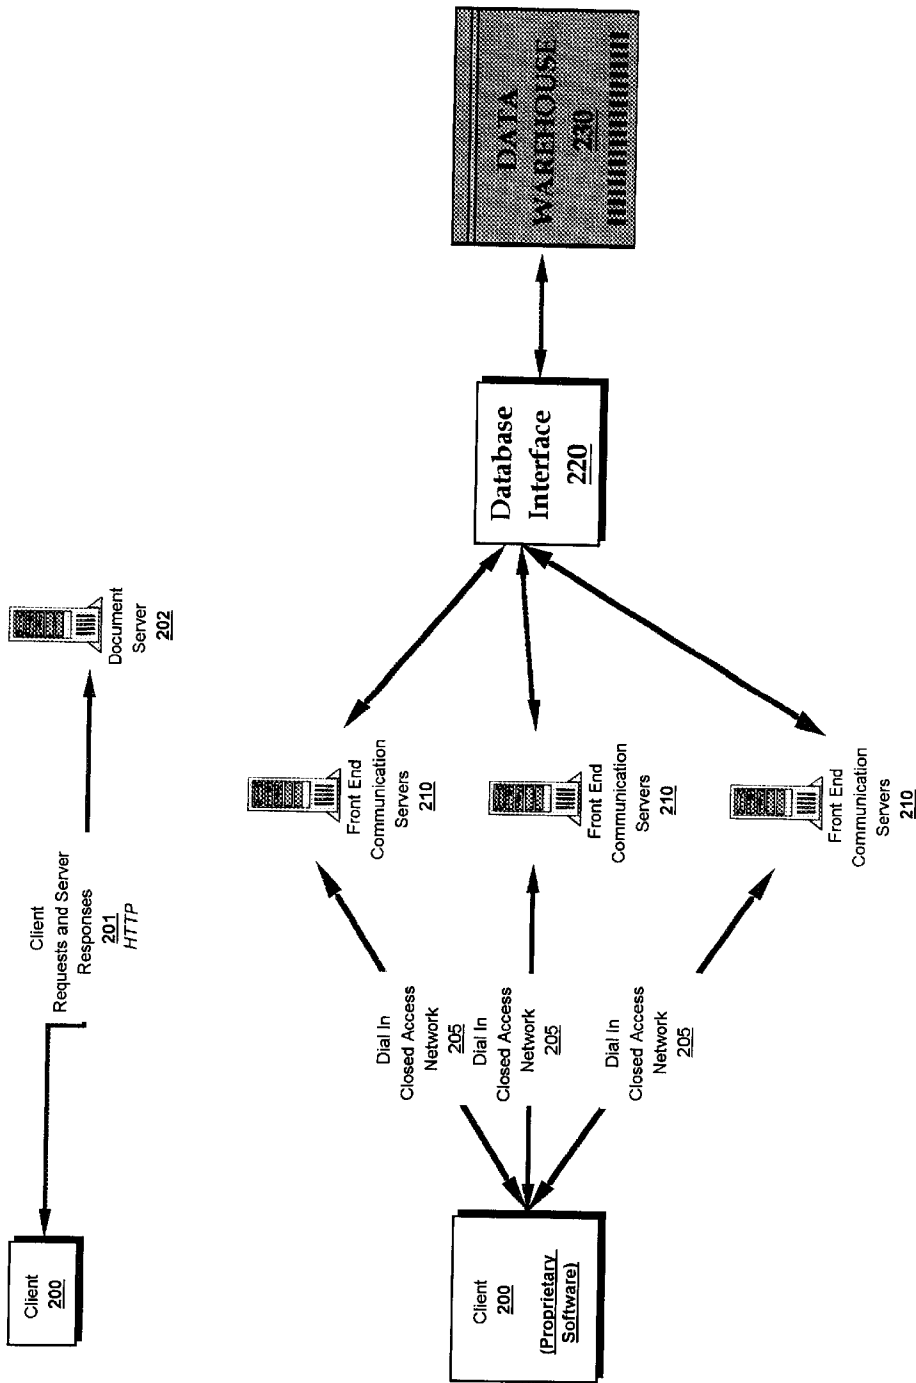 Client
200
Client
Requests and Server
Responses
201
HTTP
Document
Server
202
Client
200
(Proprietary
Software)
Dial In
Closed Access
Network
205
Dial In
Closed Access
Network
205
Dial In
Closed Access
Network
205
Front End
Communication
Servers
210
Front End
Communication
Servers
210
Front End
Communication
Servers
210
Database
Interface
220
DATA
WAREHOUSE
230